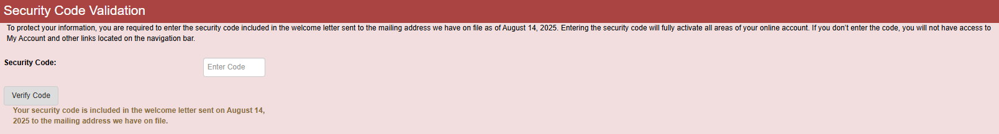 Security Code Validation
To protect your information, you are required to enter the security code included in the welcome letter sent to the mailing address we have on file as of August 14, 2025. Entering the security code will fully activate all areas of your online account. If you don’t enter the code, you will not have access to
My Account and other links located on the navigation bar.
Security Code:
Enter Code
Verify Code
Your security code is included in the welcome letter sent on August 14,
2025 to the mailing address we have on file.